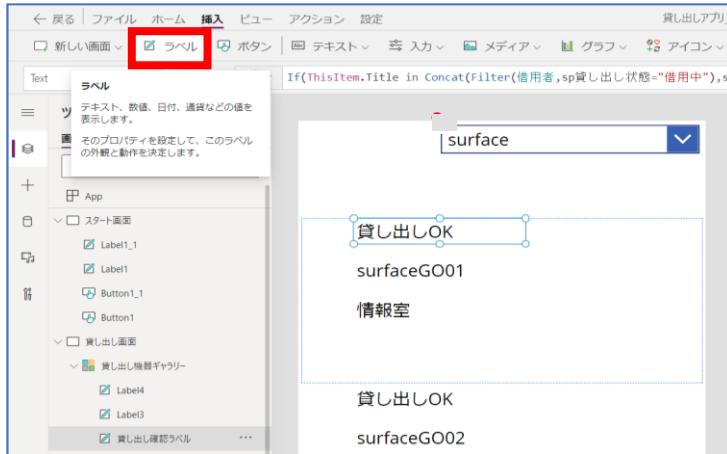 ← 戻る ファイル ホーム 挿入 ビュー アクション 設定 貸し出しアプリ_
新しい画面 ラベル ボタン テキスト 入力 メディア グラフ アイコン
Text If(ThisItem.Title in Concat(Filter(借用者,sp貸し出し状態="借用中"),s
ラベル
テキスト、数値、日付、通貨などの値を
表示します。
そのプロパティを設定して、このラベル
の外観と動作を決定します。
surface
App
スタート画面
Label1_1
Label1
Button1_1
Button1
貸し出し画面
貸し出し機器ギャラリー
Label4
Label3
貸し出し確認ラベル ...
貸し出しOK
surfaceGO01
情報室
貸し出しOK
surfaceGO02